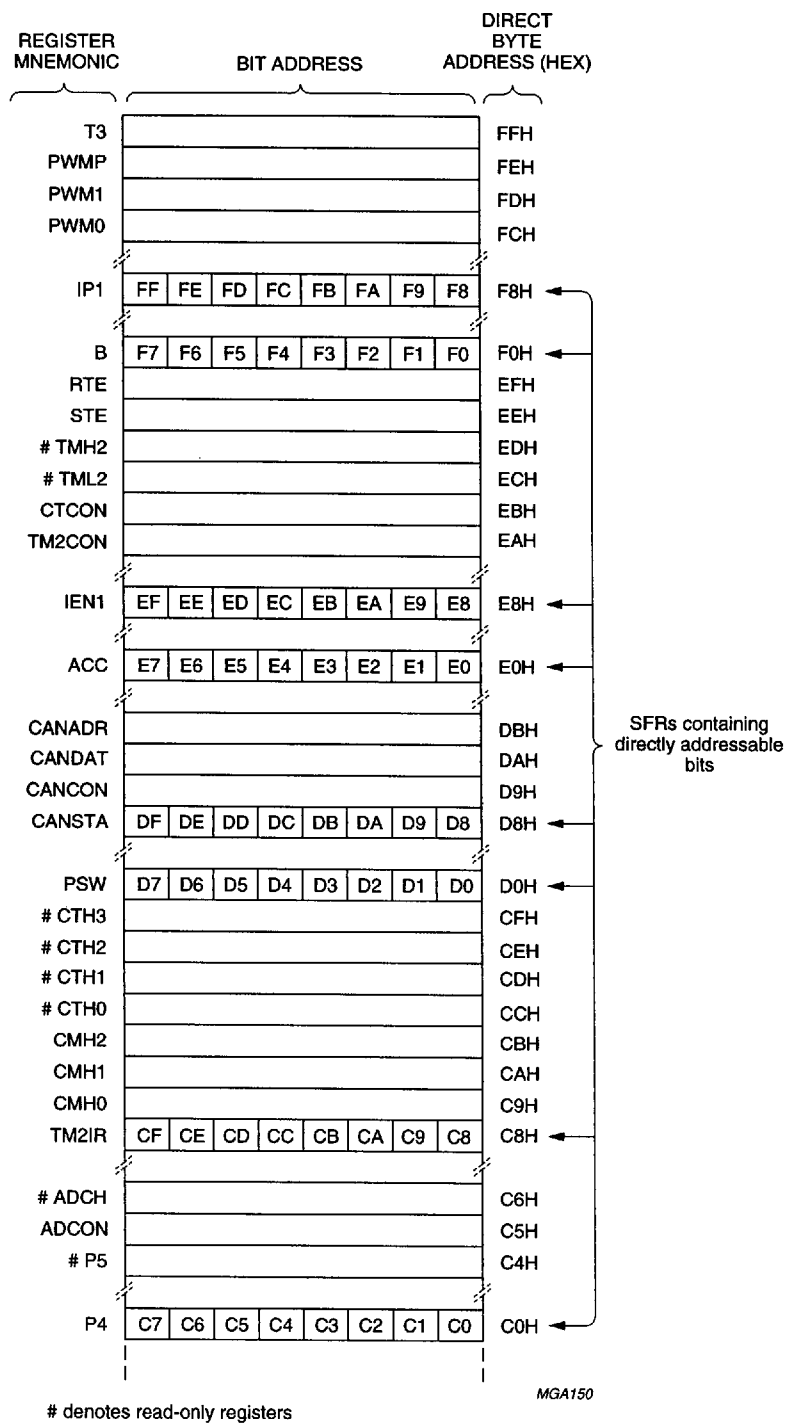 REGISTER
MNEMONIC
BIT ADDRESS
DIRECT
BYTE
ADDRESS (HEX)
T3 FFH
PWMP FEH
PWM1 FDH
PWM0 FCH
IP1 FF FE FD FC FB FA F9 F8 F8H
B F7 F6 F5 F4 F3 F2 F1 F0 F0H
RTE EFH
STE EEH
# TMH2 EDH
# TML2 ECH
CTCON EBH
TM2CON EAH
IEN1 EF EE ED EC EB EA E9 E8 E8H
ACC E7 E6 E5 E4 E3 E2 E1 E0 E0H
CANADR DBH
CANDAT DAH
CANCON D9H
CANSTA DF DE DD DC DB DA D9 D8 D8H
SFRs containing
directly addressable
bits
PSW D7 D6 D5 D4 D3 D2 D1 D0 D0H
# CTH3 CFH
# CTH2 CEH
# CTH1 CDH
# CTH0 CCH
CMH2 CBH
CMH1 CAH
CMH0 C9H
TM2IR CF CE CD CC CB CA C9 C8 C8H
# ADCH C6H
ADCON C5H
# P5 C4H
P4 C7 C6 C5 C4 C3 C2 C1 C0 C0H
MGA150
# denotes read-only registers